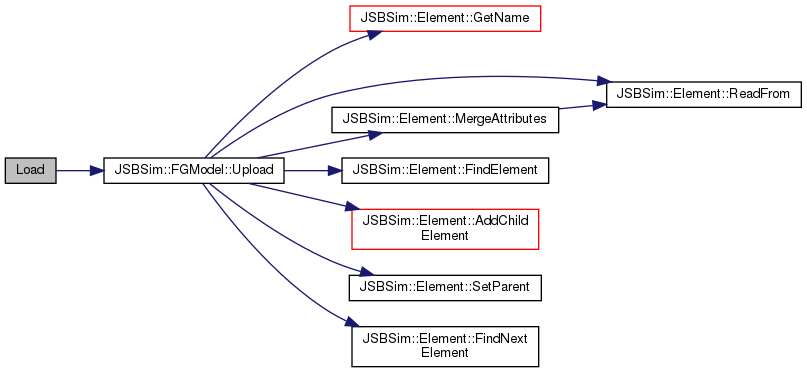 Load
JSBSim::FGModel::Upload
JSBSim::Element::GetName
JSBSim::Element::ReadFrom
JSBSim::Element::MergeAttributes
JSBSim::Element::FindElement
JSBSim::Element::AddChild
Element
JSBSim::Element::SetParent
JSBSim::Element::FindNext
Element